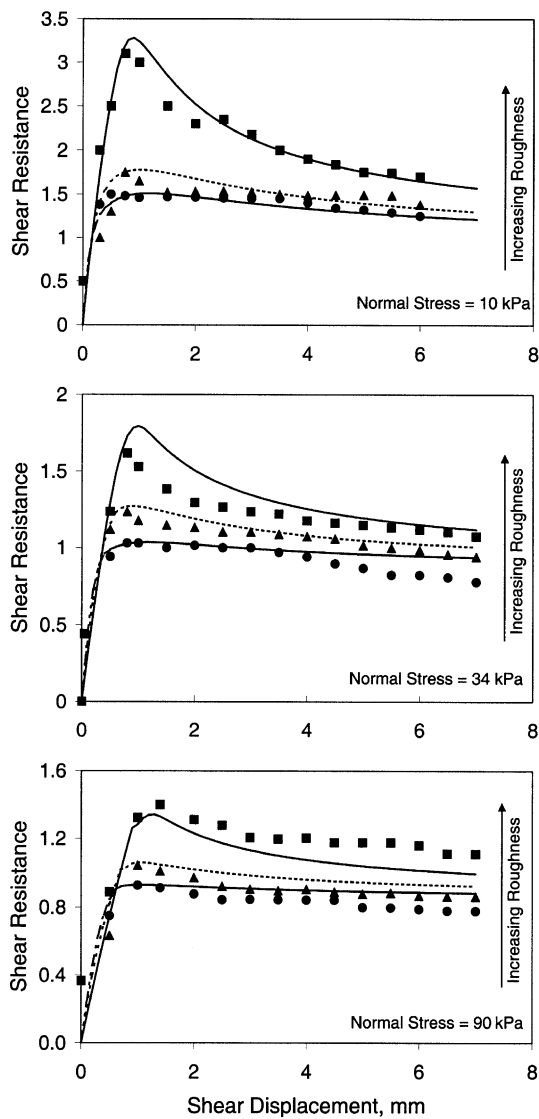 3.5
3
2.5
2
1.5
1
0.5
0
Shear Resistance
Increasing Roughness
Normal Stress = 10 kPa
0 2 4 6 8
2
1.5
1
0.5
0
Shear Resistance
Increasing Roughness
Normal Stress = 34 kPa
0 2 4 6 8
1.6
1.2
0.8
0.4
0.0
Shear Resistance
Increasing Roughness
Normal Stress = 90 kPa
0 2 4 6 8
Shear Displacement, mm